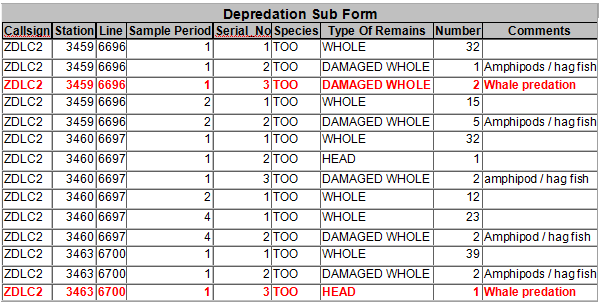 Depredation Sub Form
Callsign Station Line Sample Period Serial_No Species Type Of Remains Number Comments
ZDLC2 3459 6696 1 1 TOO WHOLE 32
ZDLC2 3459 6696 1 2 TOO DAMAGED WHOLE 1 Amphipods / hag fish
ZDLC2 3459 6696 1 3 TOO DAMAGED WHOLE 2 Whale predation
ZDLC2 3459 6696 2 1 TOO WHOLE 15
ZDLC2 3459 6696 2 2 TOO DAMAGED WHOLE 5 Amphipods / hag fish
ZDLC2 3460 6697 1 1 TOO WHOLE 32
ZDLC2 3460 6697 1 2 TOO HEAD 1
ZDLC2 3460 6697 1 3 TOO DAMAGED WHOLE 2 amphipod / hag fish
ZDLC2 3460 6697 2 1 TOO WHOLE 12
ZDLC2 3460 6697 4 1 TOO WHOLE 23
ZDLC2 3460 6697 4 2 TOO DAMAGED WHOLE 2 Amphipod / hag fish
ZDLC2 3463 6700 1 1 TOO WHOLE 39
ZDLC2 3463 6700 1 2 TOO DAMAGED WHOLE 2 Amphipods / hag fish
ZDLC2 3463 6700 1 3 TOO HEAD 1 Whale predation